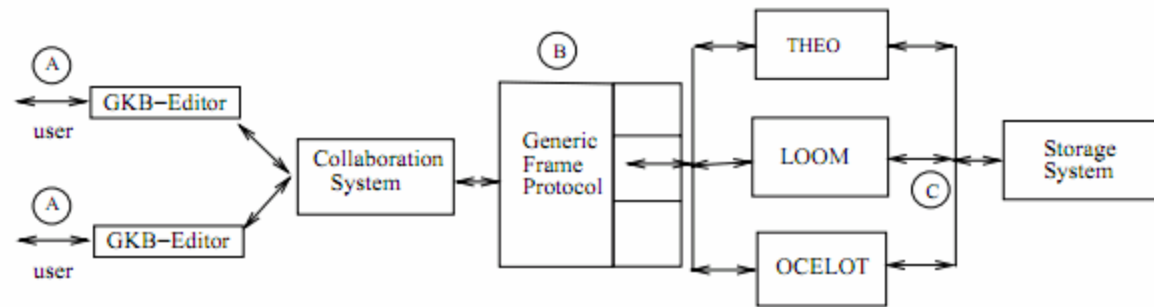 A
GKB-Editor
user
A
GKB-Editor
user
Collaboration
System
B
Generic
Frame
Protocol
THEO
LOOM
OCELOT
C
Storage
System